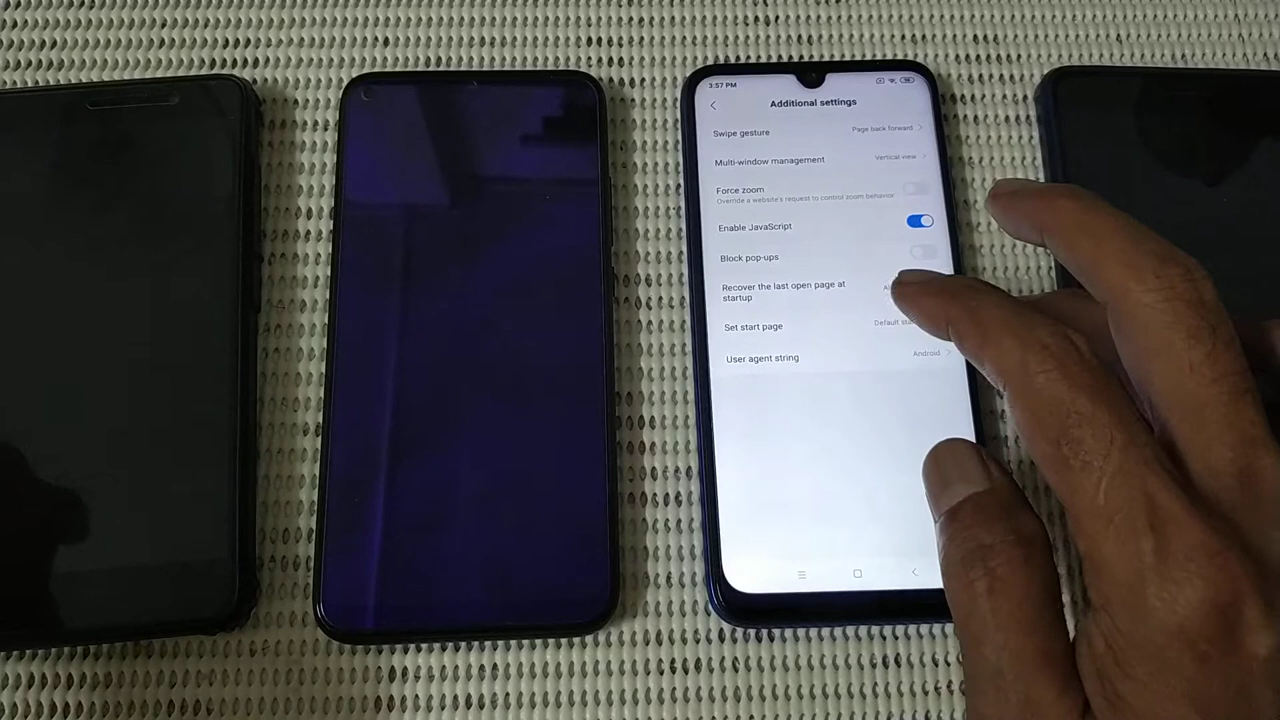 3:57 PM
Additional settings
Swipe gesture Page back forward
Multi-window management Vertical view
Force zoom
Override a website's request to control zoom behavior
Enable JavaScript
Block pop-ups
Recover the last open page at
startup
Set start page Default
User agent string Android